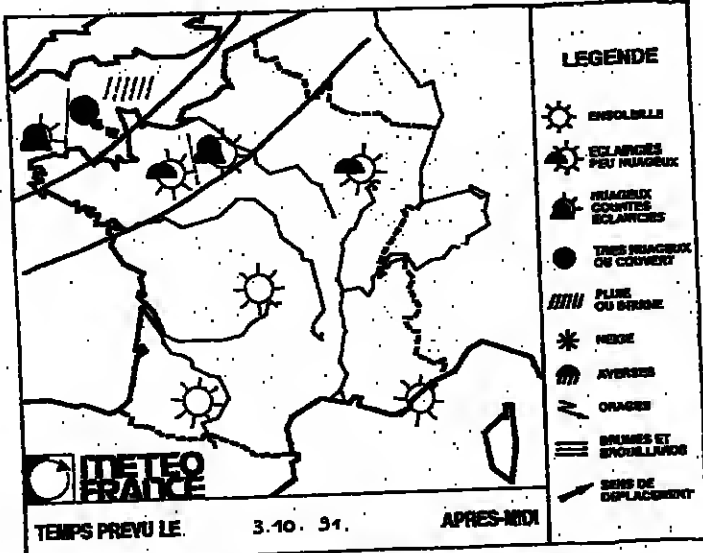 LEGENDE
ENSOLEILLE
ECLAIRCIES
PEU NUAGEUX
NUAGEUX
COURTES
ECLAIRCIES
TRES NUAGEUX
OU COUVERT
PLUIE
OU BRUINE
NEIGE
AVERSES
ORAGES
BRUMES ET
BROUILLARDS
SENS DE
DEPLACEMENT
METEO
FRANCE
TEMPS PREVU LE 3.10. 91. APRES-MIDI